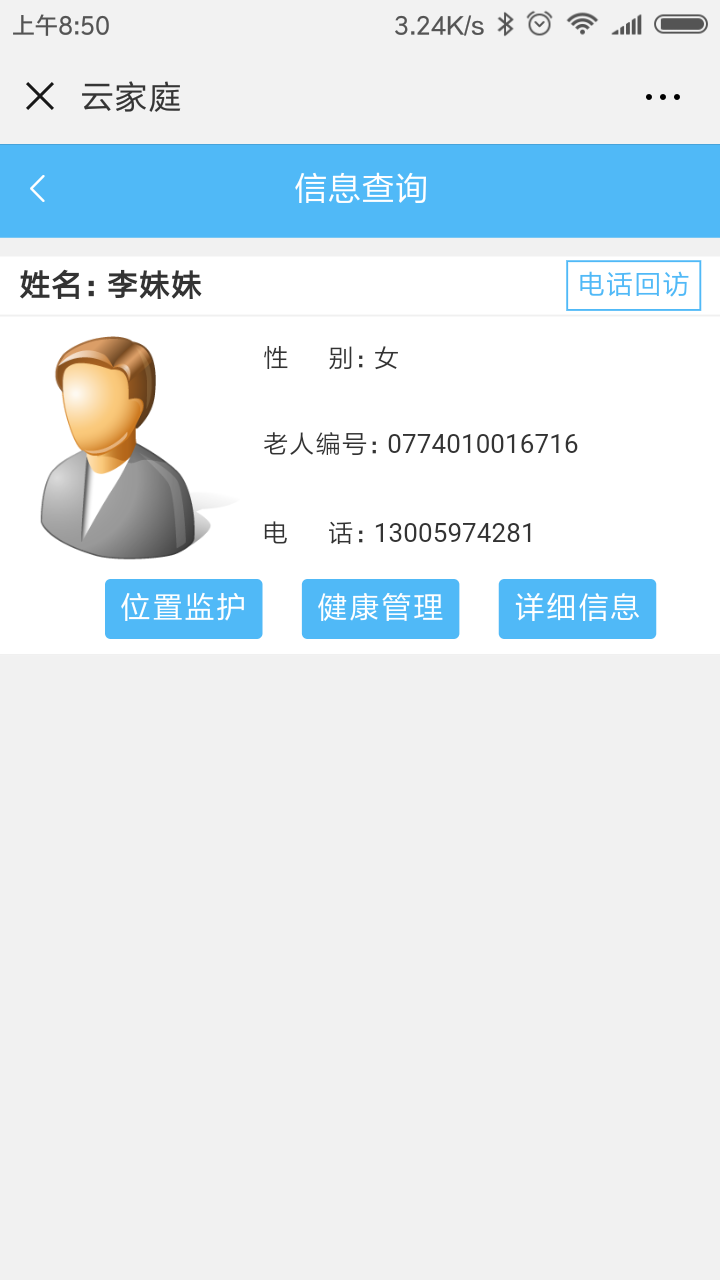 上午8:50 3.24K/s
云家庭
信息查询
姓名: 李妹妹 电话回访
性 别: 女
老人编号: 0774010016716
电 话: 13005974281
位置监护 健康管理 详细信息